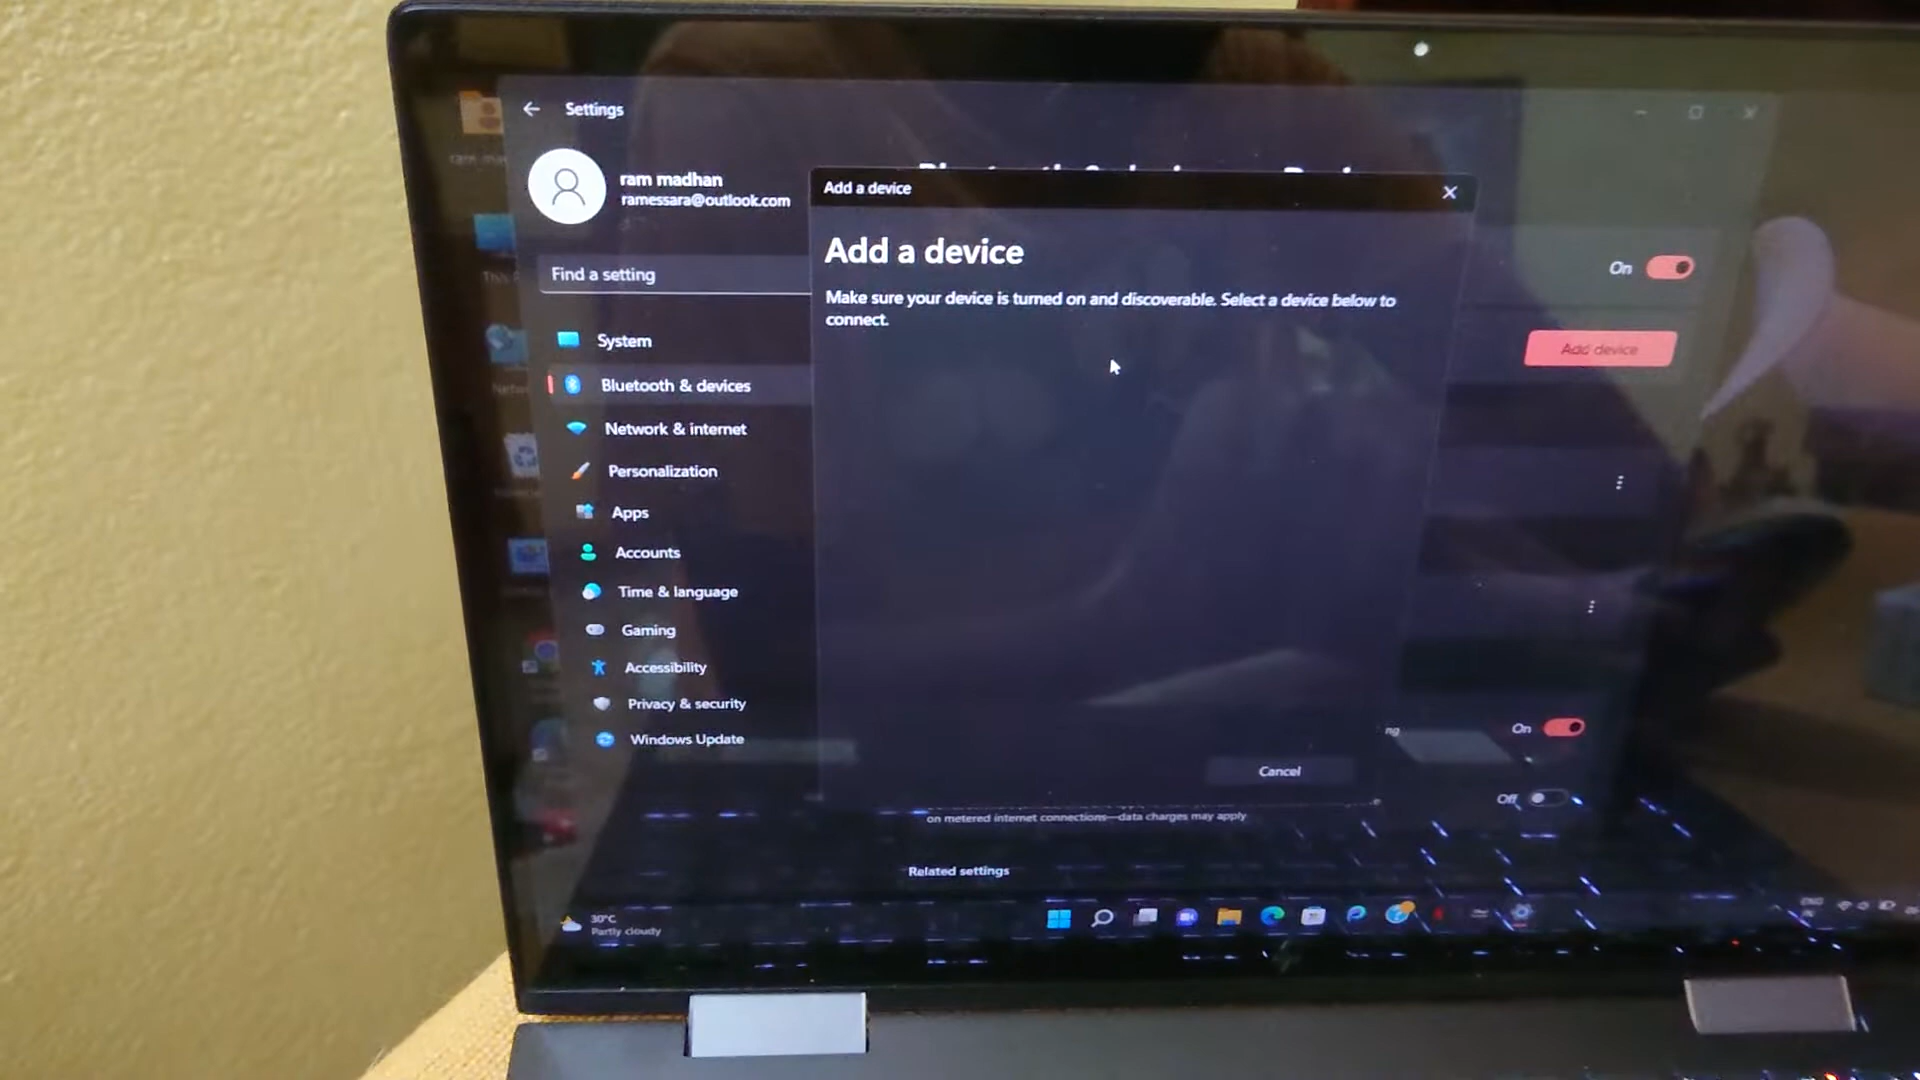 Settings
ram madhan
ramessara@outlook.com
Find a setting
System
Bluetooth & devices
Network & internet
Personalization
Apps
Accounts
Time & language
Gaming
Accessibility
Privacy & security
Windows Update
Add a device
Add a device
Make sure your device is turned on and discoverable. Select a device below to
connect.
Cancel
On
Add device
ng
On
Off
on metered internet connections—data charges may apply
Related settings
30°C
Partly cloudy
ENG